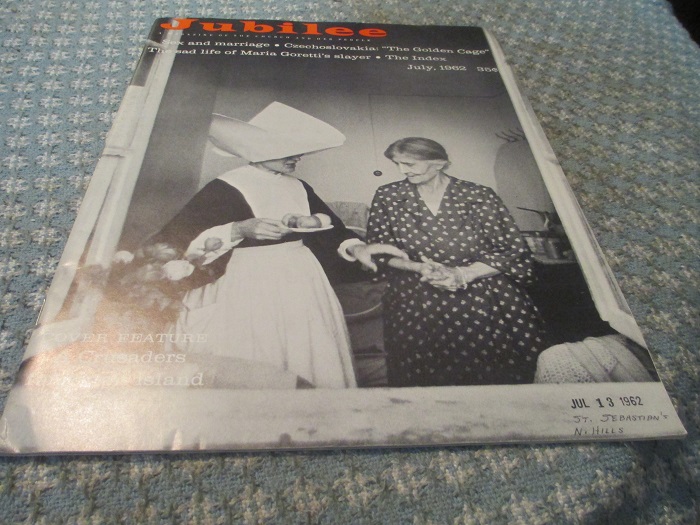 Jubilee
A MAGAZINE OF THE CHURCH AND HER PEOPLE
Sex and marriage • Czechoslovakia: "The Golden Cage"
The sad life of Maria Goretti's slayer • The Index
July, 1962 35¢
COVER FEATURE
Crusaders
Island
JUL 13 1962
ST. SEBASTIAN'S
N. HILLS